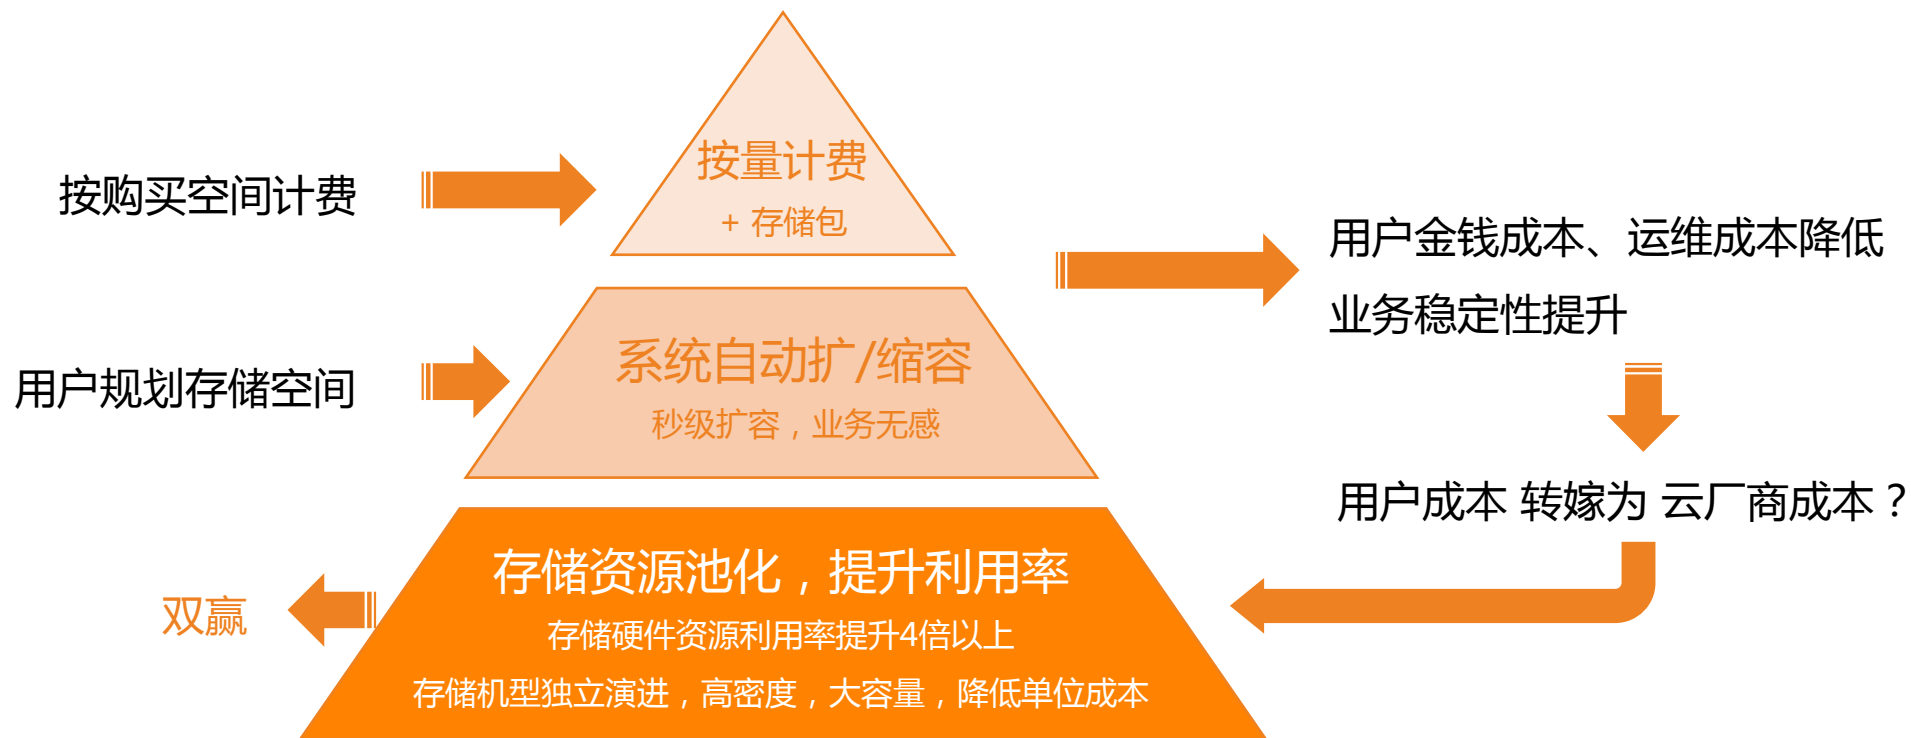 按购买空间计费
按量计费
+ 存储包
用户金钱成本、运维成本降低
业务稳定性提升
用户规划存储空间
系统自动扩/缩容
秒级扩容，业务无感
用户成本 转嫁为 云厂商成本？
存储资源池化，提升利用率
存储硬件资源利用率提升4倍以上
存储机型独立演进，高密度，大容量，降低单位成本
双赢